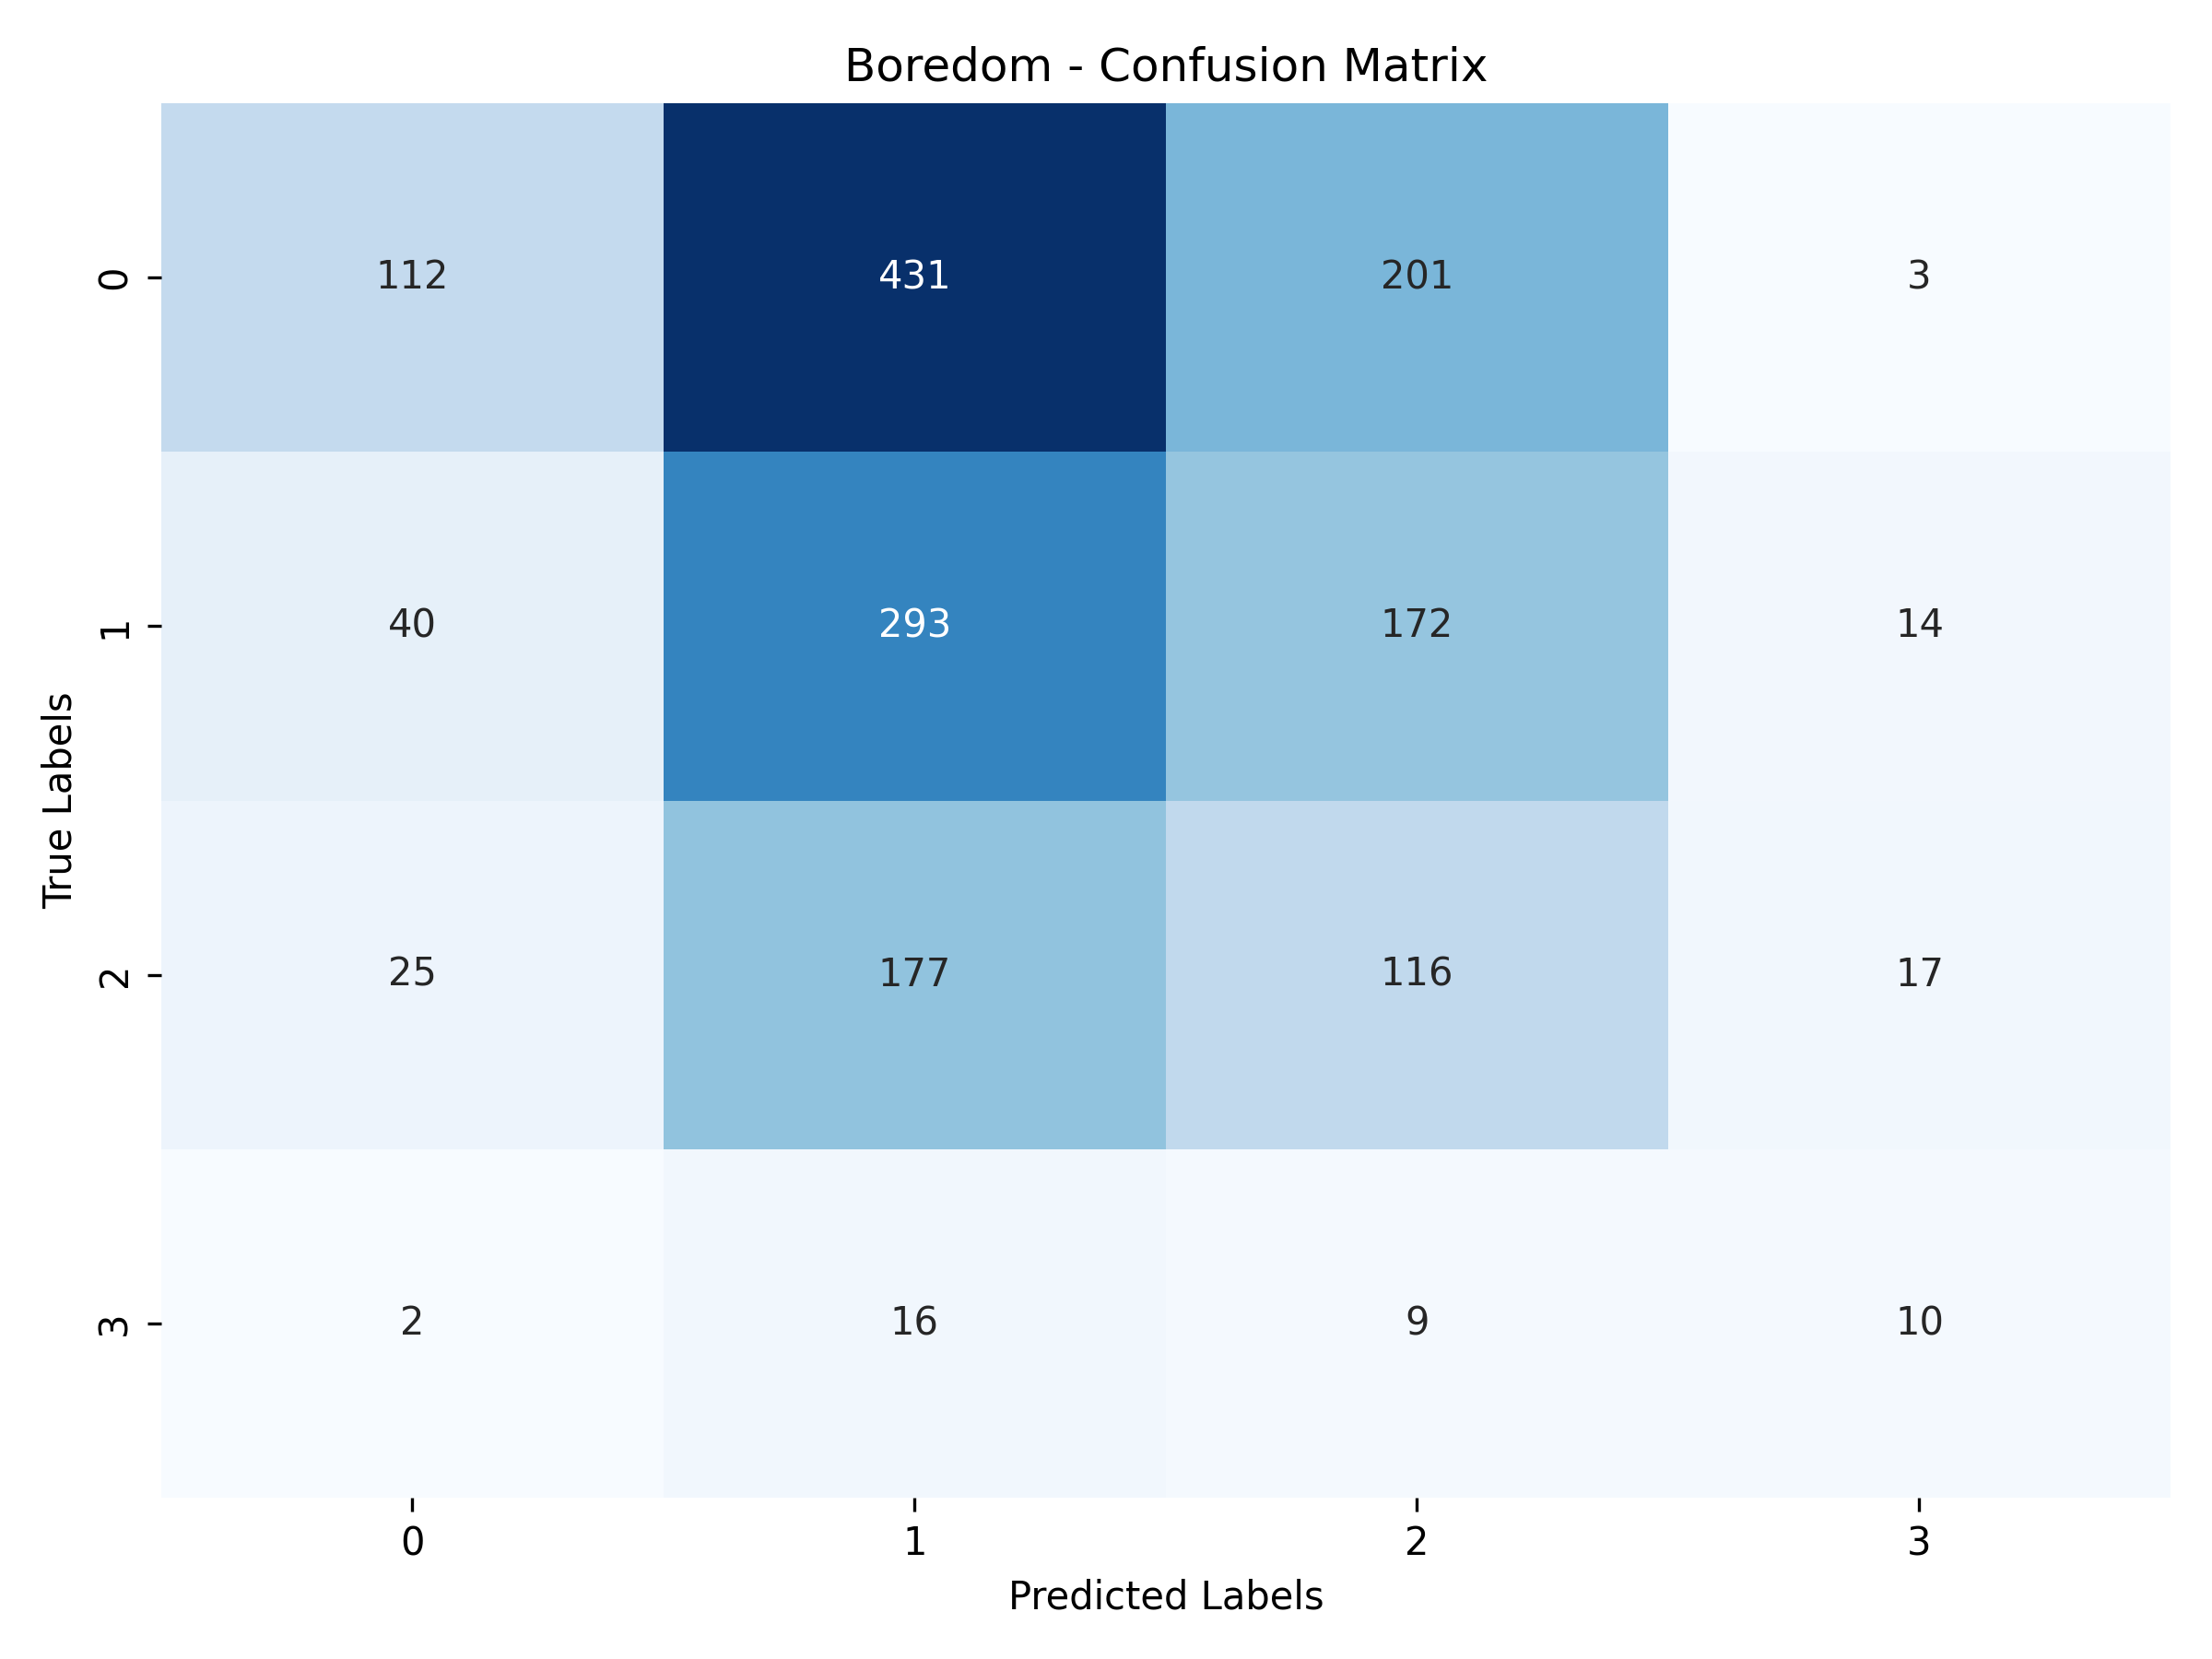 Boredom - Confusion Matrix
True Labels
0 112 431 201 3
1 40 293 172 14
2 25 177 116 17
3 2 16 9 10
0 1 2 3
Predicted Labels